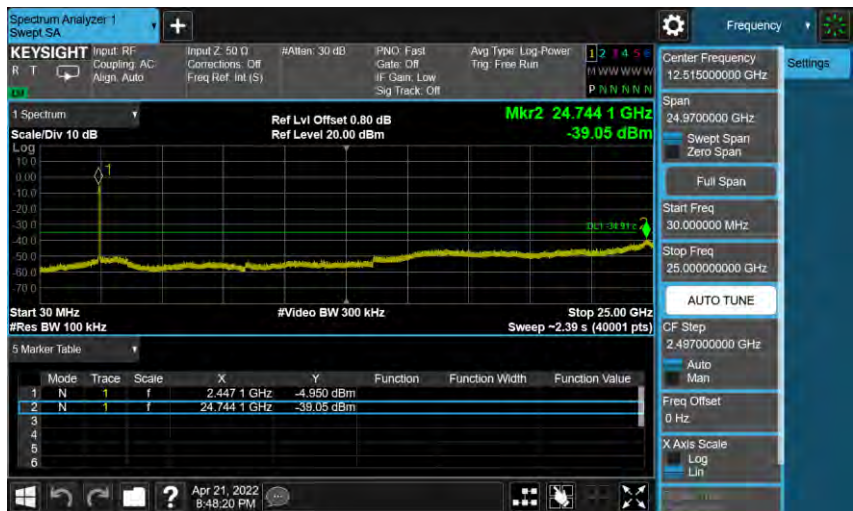 Spectrum Analyzer 1
Swept SA
+
Frequency
KEYSIGHT
R T
Input: RF
Coupling: AC
Align: Auto
Input Z: 50 Ω
Corrections: Off
Freq Ref: Int (S)
#Atten: 30 dB
PNO: Fast
Gate: Off
IF Gain: Low
Sig Track: Off
Avg Type: Log-Power
Trig: Free Run
1 2 3 4 5 6
M W W W W W
P N N N N N
1 Spectrum
Scale/Div 10 dB
Ref Lvl Offset 0.80 dB
Ref Level 20.00 dBm
Mkr2 24.744 1 GHz
-39.05 dBm
Log
10.0
0.00
-10.0
-20.0
-30.0
-40.0
-50.0
-60.0
-70.0
1
2
Start 30 MHz
#Res BW 100 kHz
#Video BW 300 kHz
Stop 25.00 GHz
Sweep ~2.39 s (40001 pts)
5 Marker Table
Mode Trace Scale X Y Function Function Width Function Value
1 N 1 f 2.447 1 GHz -4.950 dBm
2 N 1 f 24.744 1 GHz -39.05 dBm
3
4
5
6
?
Apr 21, 2022
8:48:20 PM
Center Frequency
12.515000000 GHz
Settings
Span
24.9700000 GHz
Swept Span
Zero Span
Full Span
Start Freq
30.000000 MHz
Stop Freq
25.000000000 GHz
AUTO TUNE
CF Step
2.497000000 GHz
Auto
Man
Freq Offset
0 Hz
X Axis Scale
Log
Lin